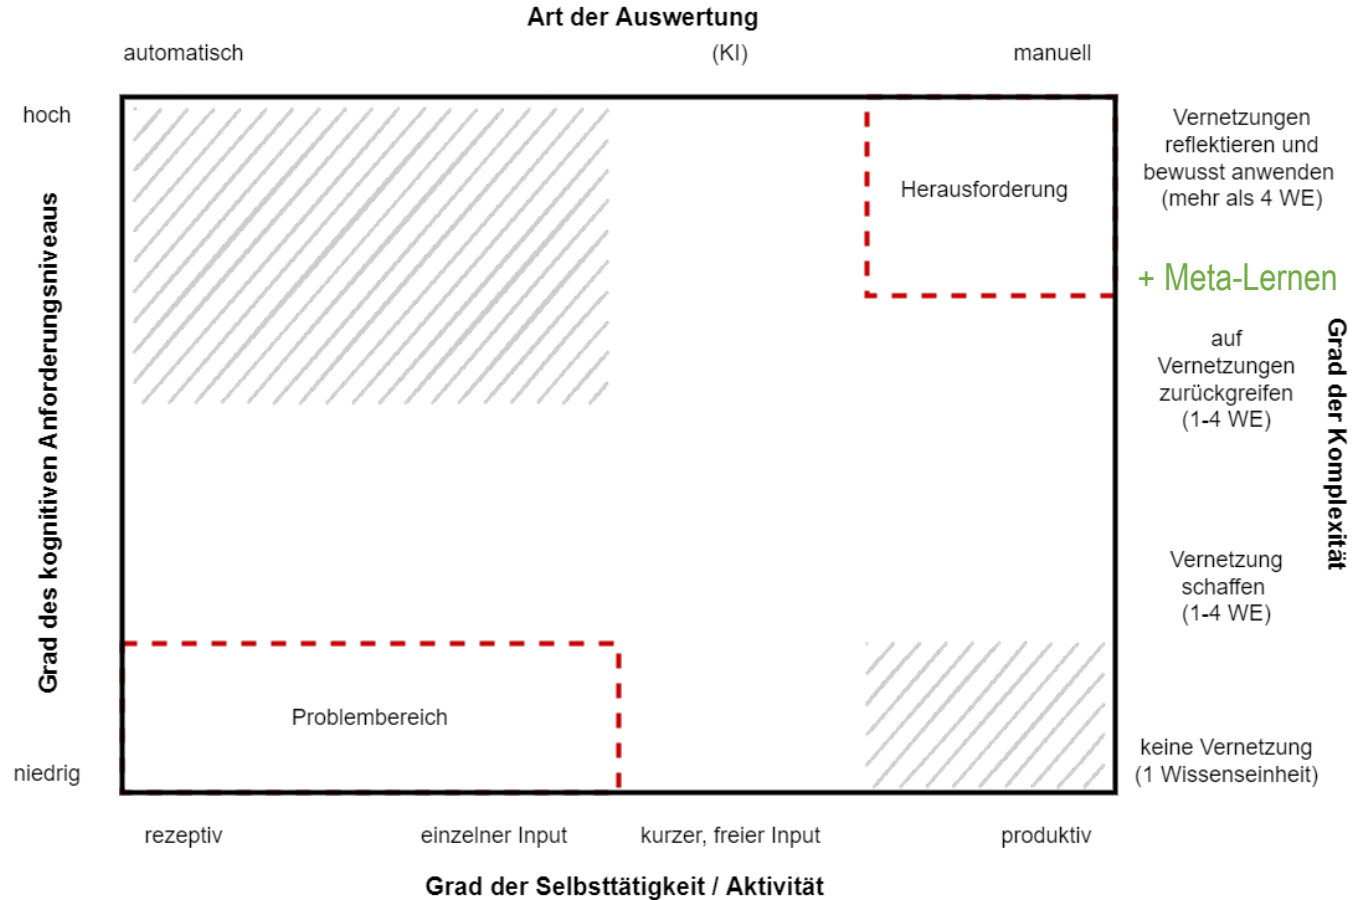 Art der Auswertung
automatisch
(KI)
manuell
hoch
Vernetzungen
reflektieren und
bewusst anwenden
(mehr als 4 WE)
Herausforderung
+ Meta-Lernen
Grad des kognitiven Anforderungsniveaus
Grad der Komplexität
auf
Vernetzungen
zurückgreifen
(1-4 WE)
Vernetzung
schaffen
(1-4 WE)
Problembereich
niedrig
keine Vernetzung
(1 Wissenseinheit)
rezeptiv
einzelner Input
kurzer, freier Input
produktiv
Grad der Selbsttätigkeit / Aktivität